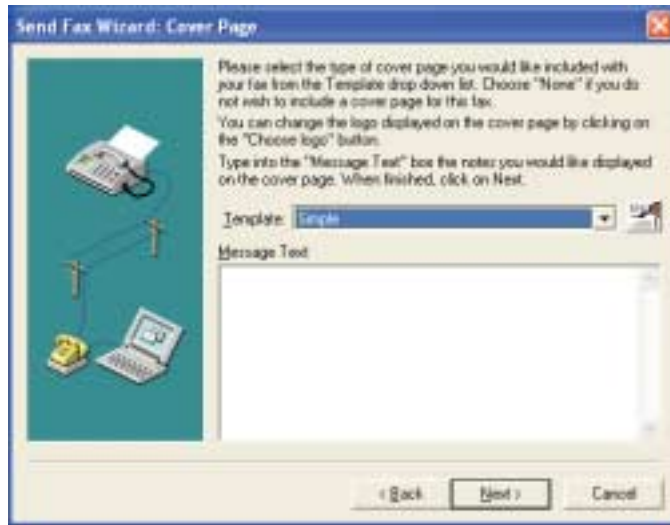 Send Fax Wizard: Cover Page
Please select the type of cover page you would like included with
your fax from the Template drop down list. Choose "None" if you do
not wish to include a cover page for this fax.
You can change the logo displayed on the cover page by clicking on
the "Choose logo" button.
Type into the "Message Text" box the notes you would like displayed
on the cover page. When finished, click on Next.
Template: Simple
Message Text
< Back Next > Cancel